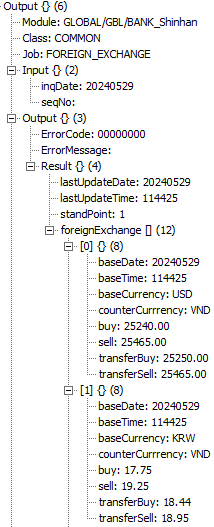 Output {} (6)
Module: GLOBAL/GBL/BANK_Shinhan
Class: COMMON
Job: FOREIGN_EXCHANGE
Input {} (2)
inqDate: 20240529
seqNo:
Output {} (3)
ErrorCode: 00000000
ErrorMessage:
Result {} (4)
lastUpdateDate: 20240529
lastUpdateTime: 114425
standPoint: 1
foreignExchange [] (12)
[0] {} (8)
baseDate: 20240529
baseTime: 114425
baseCurrency: USD
counterCurrrency: VND
buy: 25240.00
sell: 25465.00
transferBuy: 25250.00
transferSell: 25465.00
[1] {} (8)
baseDate: 20240529
baseTime: 114425
baseCurrency: KRW
counterCurrrency: VND
buy: 17.75
sell: 19.25
transferBuy: 18.44
transferSell: 18.95